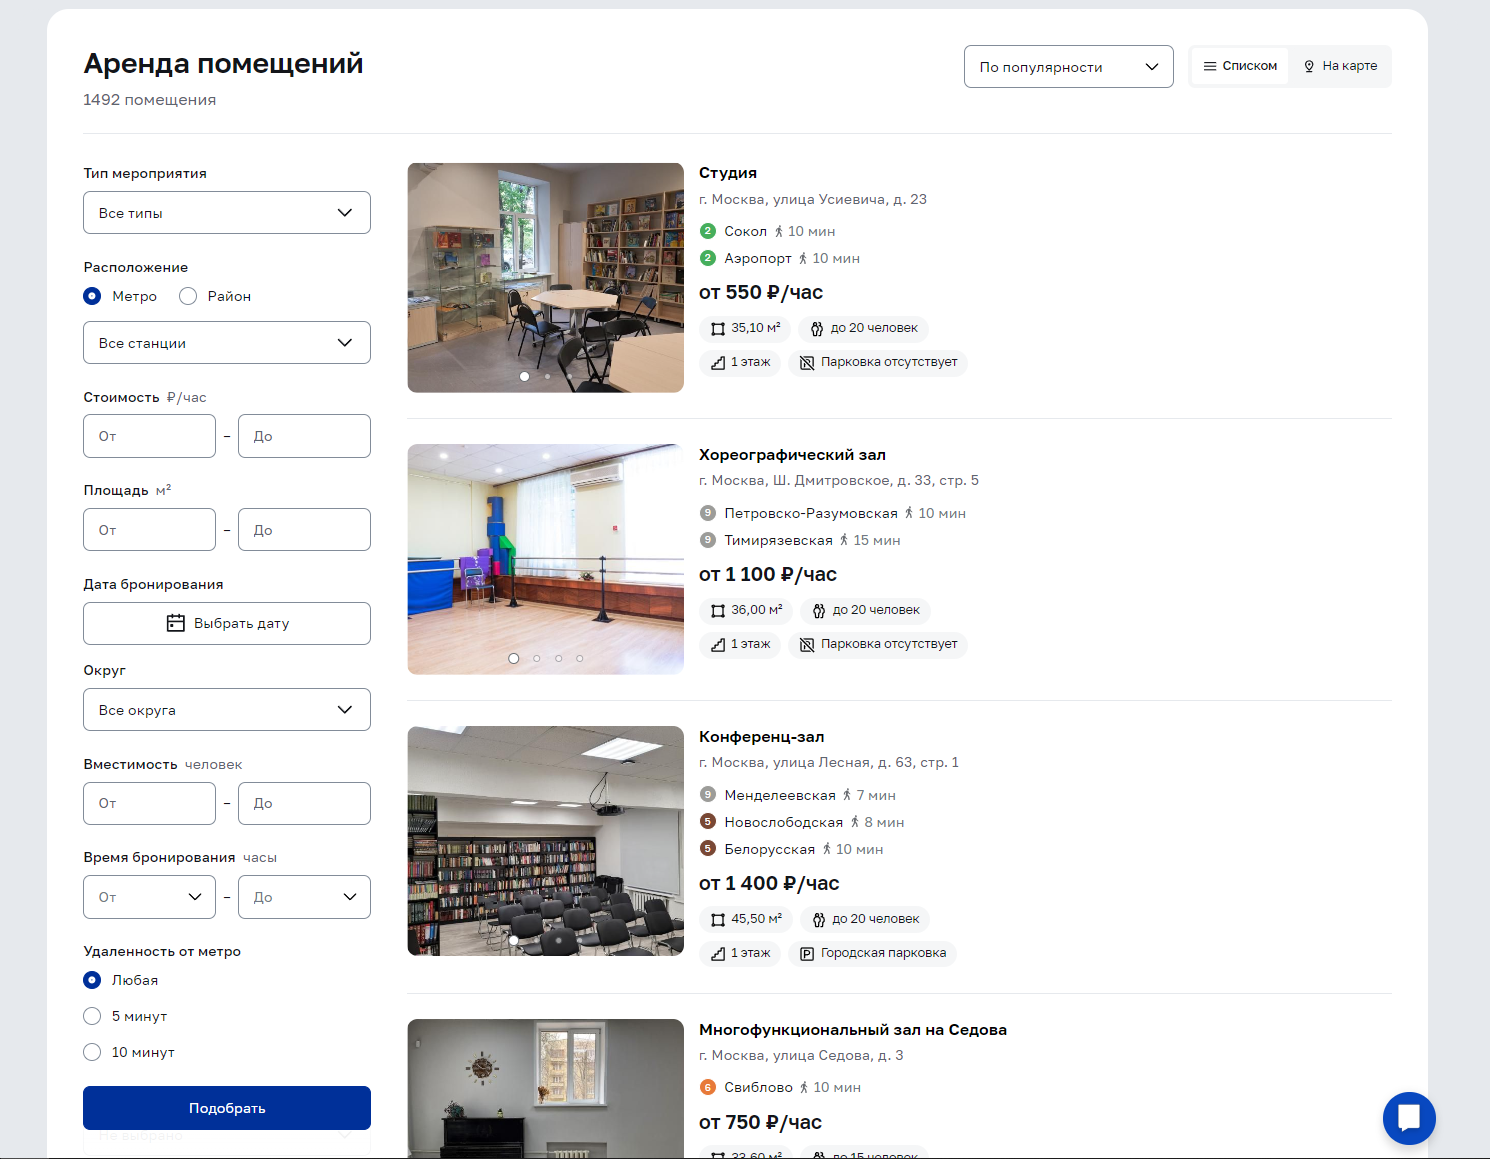 Аренда помещений
1492 помещения
По популярности
Списком
На карте
Тип мероприятия
Все типы
Расположение
Метро
Район
Все станции
Стоимость ₽/час
От – До
Площадь м²
От – До
Дата бронирования
Выбрать дату
Округ
Все округа
Вместимость человек
От – До
Время бронирования часы
От – До
Удаленность от метро
Любая
5 минут
10 минут
Подобрать
Не выбрано
Студия
г. Москва, улица Усиевича, д. 23
2 Сокол 10 мин
2 Аэропорт 10 мин
от 550 ₽/час
35,10 м² до 20 человек
1 этаж Парковка отсутствует
Хореографический зал
г. Москва, Ш. Дмитровское, д. 33, стр. 5
9 Петровско-Разумовская 10 мин
9 Тимирязевская 15 мин
от 1 100 ₽/час
36,00 м² до 20 человек
1 этаж Парковка отсутствует
Конференц-зал
г. Москва, улица Лесная, д. 63, стр. 1
9 Менделеевская 7 мин
5 Новослободская 8 мин
5 Белорусская 10 мин
от 1 400 ₽/час
45,50 м² до 20 человек
1 этаж P Городская парковка
Многофункциональный зал на Седова
г. Москва, улица Седова, д. 3
6 Свиблово 10 мин
от 750 ₽/час
33,60 м² до 15 человек